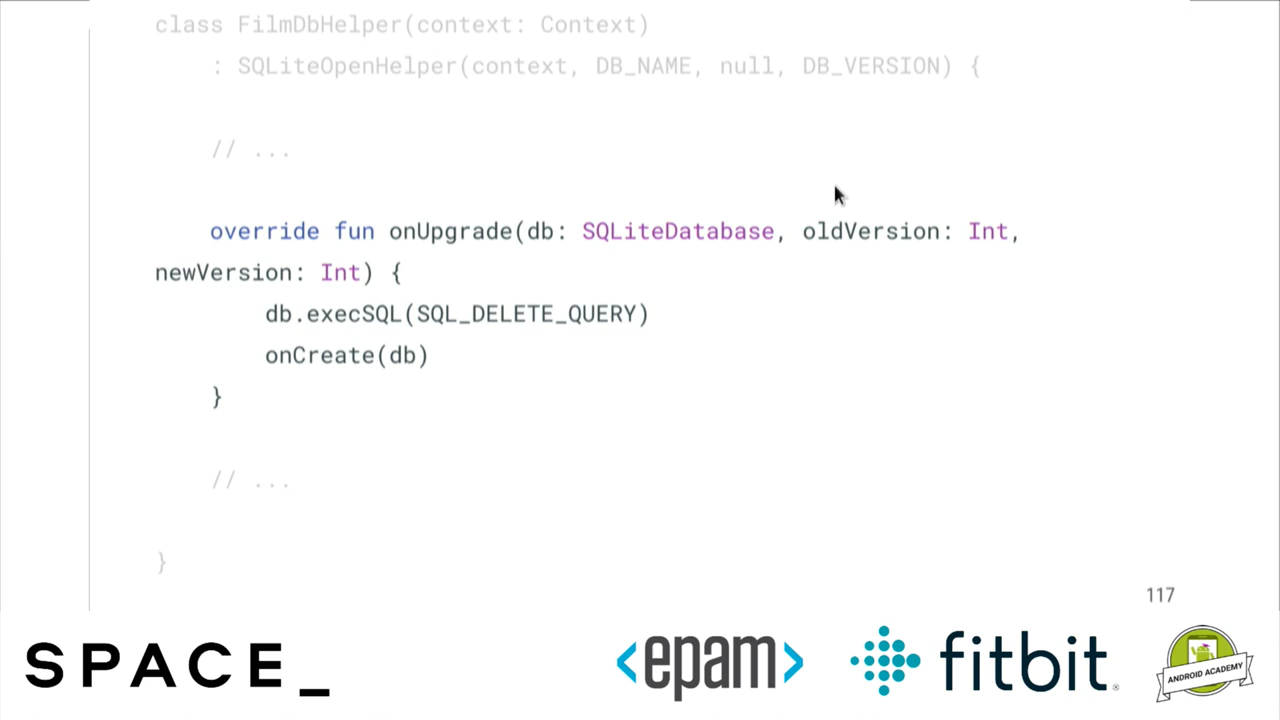 class FilmDbHelper(context: Context)
: SQLiteOpenHelper(context, DB_NAME, null, DB_VERSION) {
// ...
override fun onUpgrade(db: SQLiteDatabase, oldVersion: Int,
newVersion: Int) {
db.execSQL(SQL_DELETE_QUERY)
onCreate(db)
}
// ...
}
117
SPACE_
<epam>
fitbit®
ANDROID ACADEMY